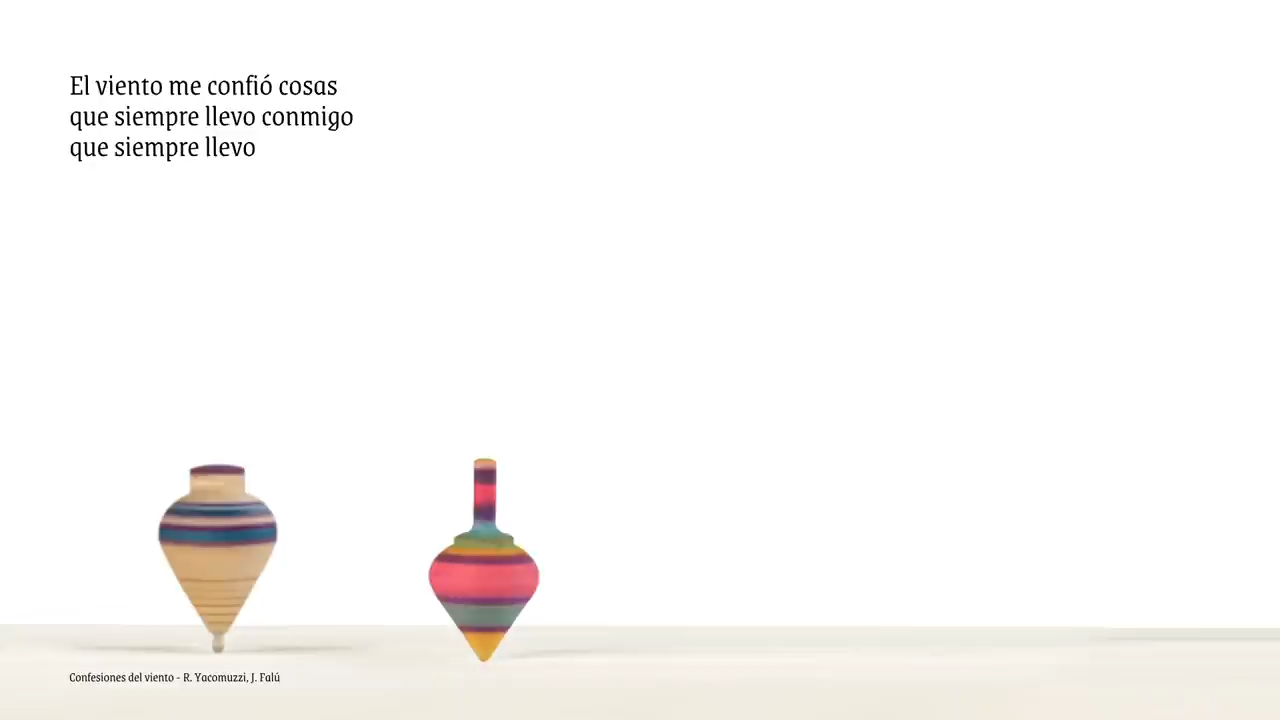 El viento me confió cosas
que siempre llevo conmigo
que siempre llevo
Confesiones del viento - R. Yacomuzzi, J. Falú